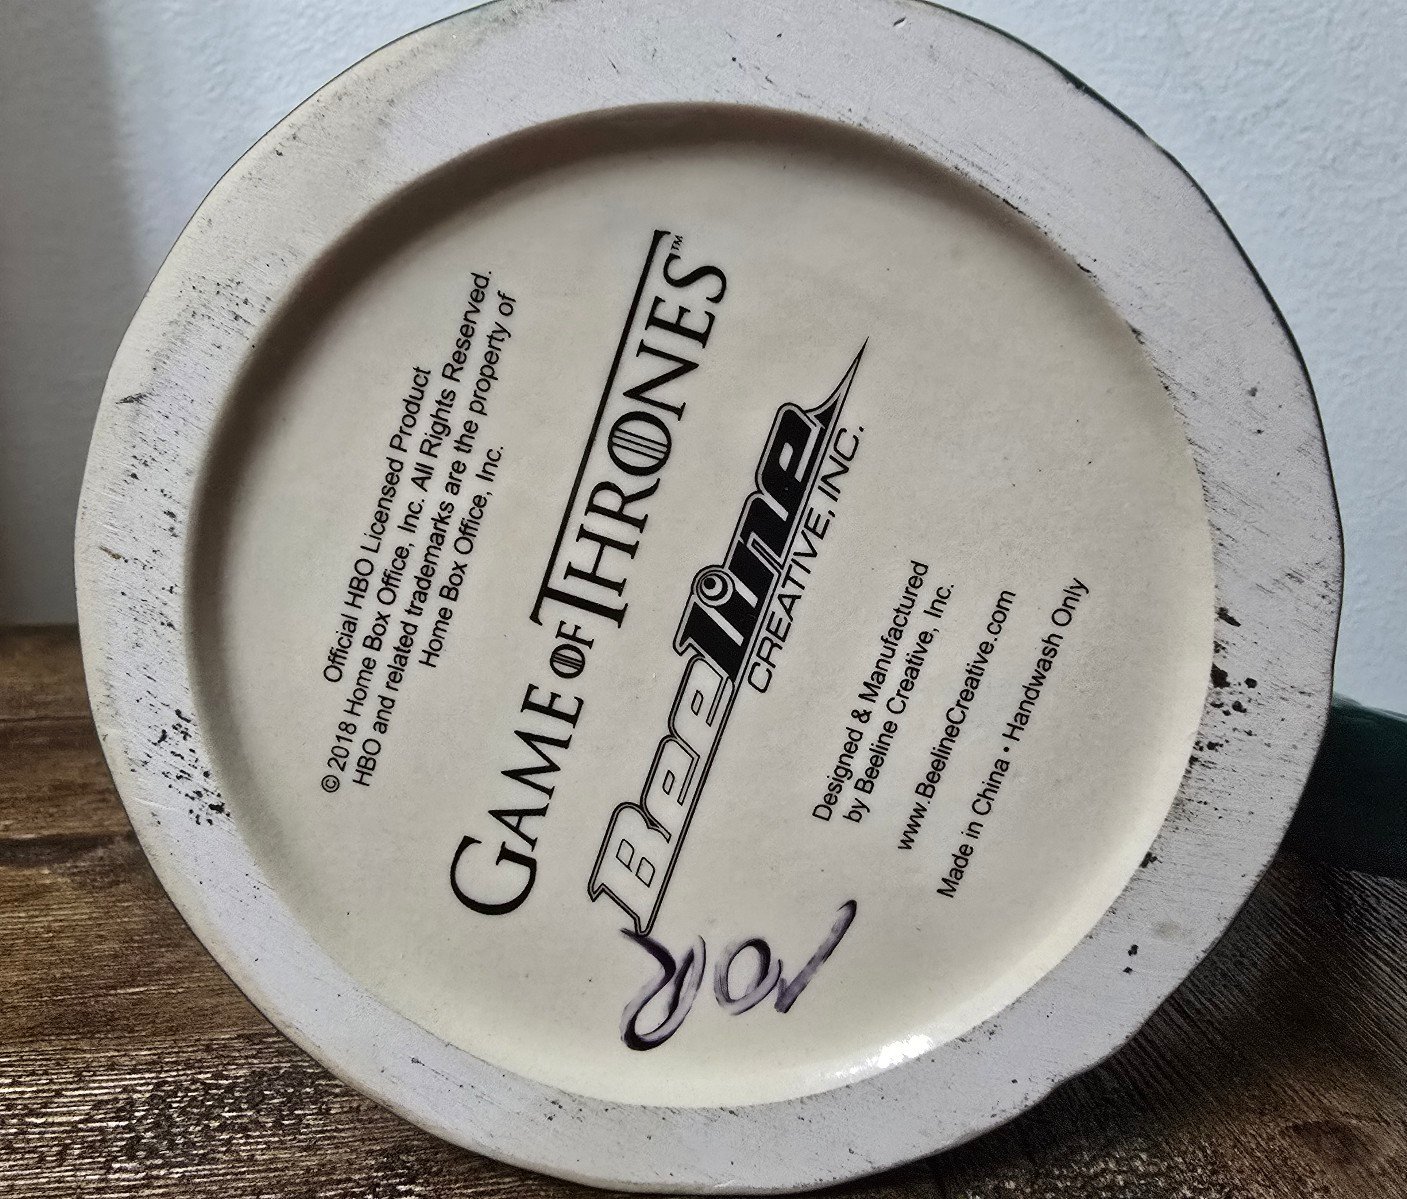 Official HBO Licensed Product
© 2018 Home Box Office, Inc. All Rights Reserved.
HBO and related trademarks are the property of
Home Box Office, Inc.
GAME OF THRONES™
Beeline
CREATIVE, INC.
Designed & Manufactured
by Beeline Creative, Inc.
www.BeelineCreative.com
Made in China • Handwash Only